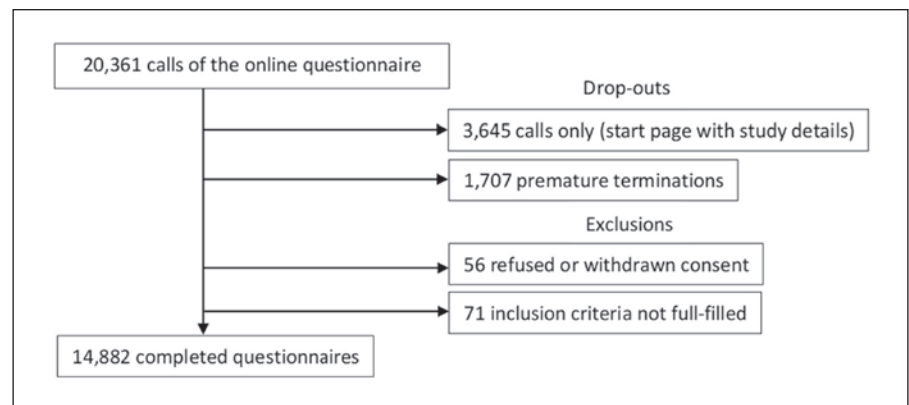 20,361 calls of the online questionnaire
Drop-outs
3,645 calls only (start page with study details)
1,707 premature terminations
Exclusions
56 refused or withdrawn consent
71 inclusion criteria not full-filled
14,882 completed questionnaires